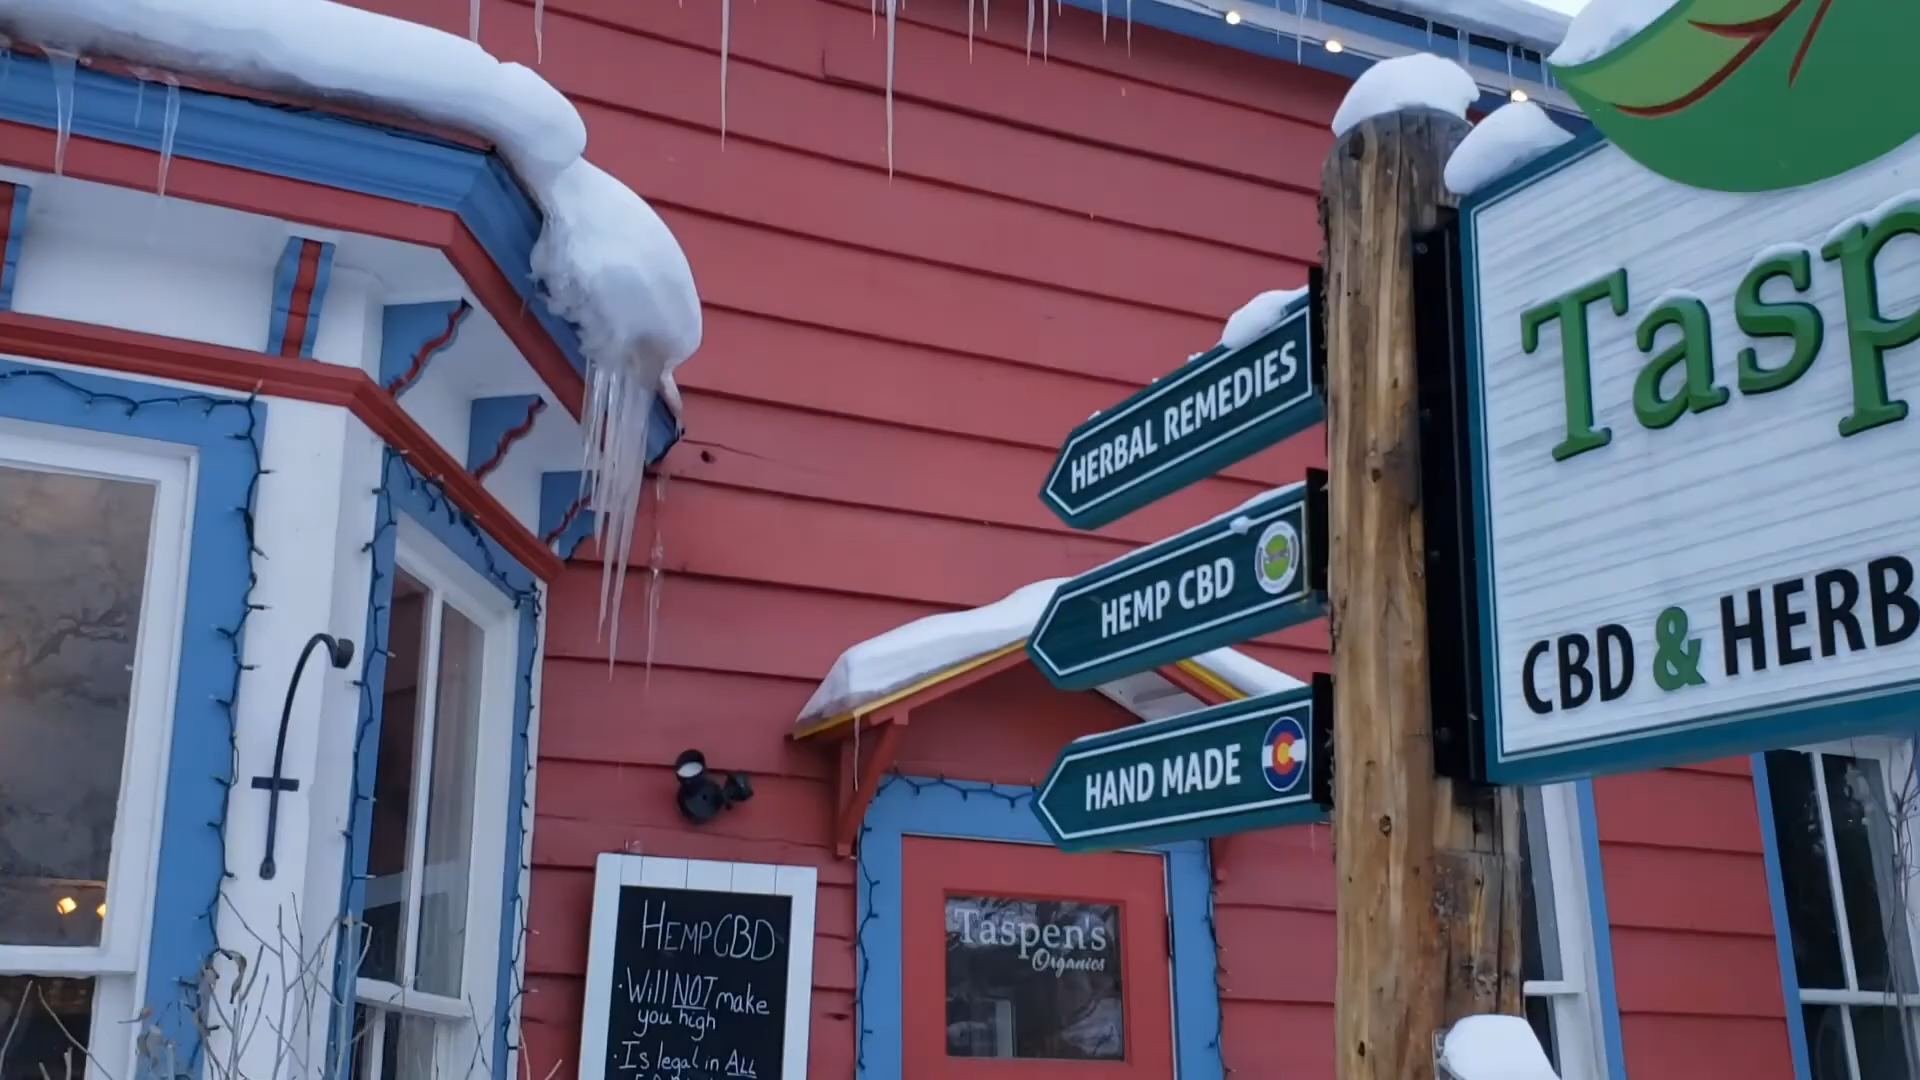 HERBAL REMEDIES
HEMP CBD
HAND MADE
Tasp
CBD & HERB
HEMP CBD
·Will NOT make
you high
·Is legal in ALL
Taspen's
Organics